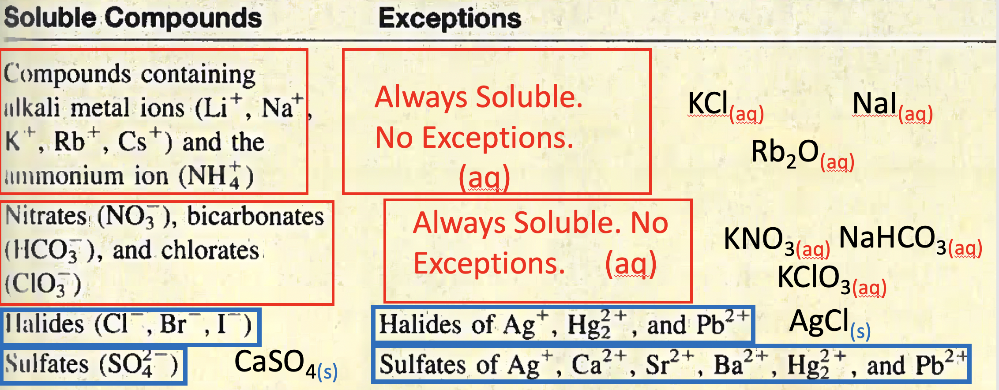 Soluble Compounds Exceptions
Compounds containing
alkali metal ions (Li⁺, Na⁺,
K⁺, Rb⁺, Cs⁺) and the
ammonium ion (NH₄⁺)
Always Soluble.
No Exceptions.
(aq)
KCl(aq) NaI(aq)
Rb₂O(aq)
Nitrates (NO₃⁻), bicarbonates
(HCO₃⁻), and chlorates
(ClO₃⁻)
Always Soluble. No
Exceptions. (aq)
KNO₃(aq) NaHCO₃(aq)
KClO₃(aq)
Halides (Cl⁻, Br⁻, I⁻) Halides of Ag⁺, Hg₂²⁺, and Pb²⁺ AgCl(s)
Sulfates (SO₄²⁻) CaSO₄(s) Sulfates of Ag⁺, Ca²⁺, Sr²⁺, Ba²⁺, Hg₂²⁺, and Pb²⁺